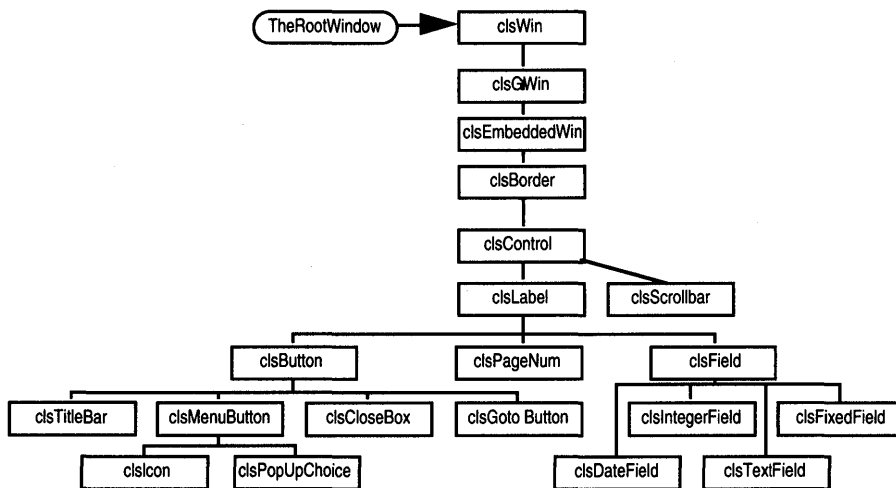 TheRootWindow
clsWin
clsGWin
clsEmbeddedWin
clsBorder
clsControl
clsLabel
clsScrollbar
clsButton
clsPageNum
clsField
clsTitleBar
clsMenuButton
clsCloseBox
clsGoto Button
clsIntegerField
clsFixedField
clsIcon
clsPopUpChoice
clsDateField
clsTextField